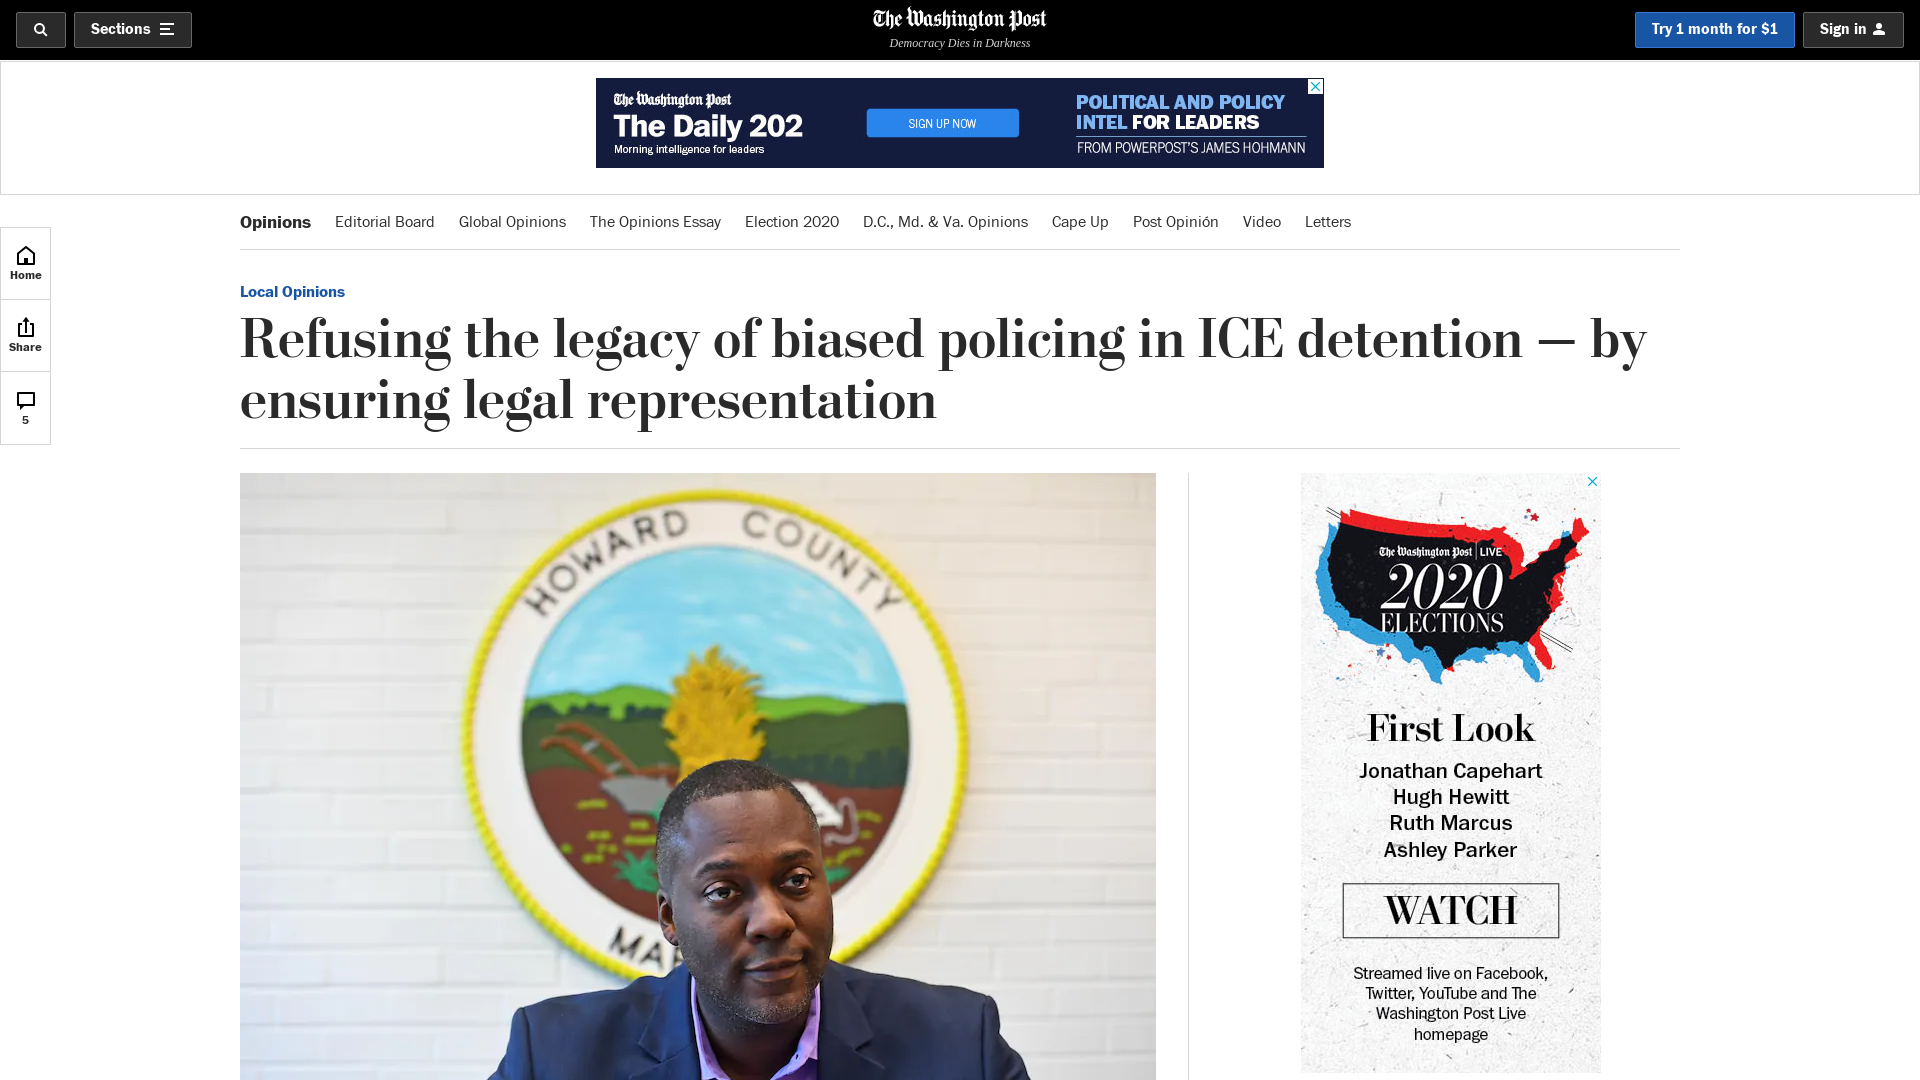 Sections
The Washington Post
Democracy Dies in Darkness
Try 1 month for $1
Sign in
The Washington Post
The Daily 202
Morning intelligence for leaders
SIGN UP NOW
POLITICAL AND POLICY
INTEL FOR LEADERS
FROM POWERPOST'S JAMES HOHMANN
Opinions Editorial Board Global Opinions The Opinions Essay Election 2020 D.C., Md. & Va. Opinions Cape Up Post Opinión Video Letters
Home
Share
5
Local Opinions
Refusing the legacy of biased policing in ICE detention — by
ensuring legal representation
HOWARD COUNTY
MA
The Washington Post LIVE
2020
ELECTIONS
First Look
Jonathan Capehart
Hugh Hewitt
Ruth Marcus
Ashley Parker
WATCH
Streamed live on Facebook,
Twitter, YouTube and The
Washington Post Live
homepage